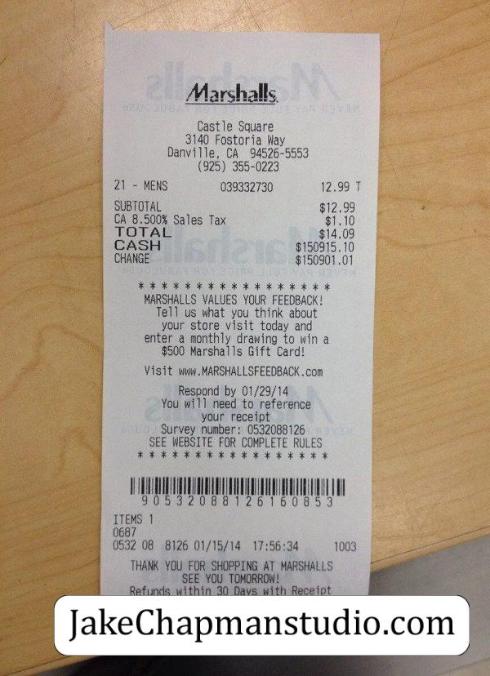 Marshalls
Castle Square
3140 Fostoria Way
Danville, CA 94526-5553
(925) 355-0223
21 - MENS 039332730 12.99 T
SUBTOTAL $12.99
CA 8.500% Sales Tax $1.10
TOTAL $14.09
CASH $150915.10
CHANGE $150901.01
* * * * * * * * * * * * * * * *
MARSHALLS VALUES YOUR FEEDBACK!
Tell us what you think about
your store visit today and
enter a monthly drawing to win a
$500 Marshalls Gift Card!
Visit www.MARSHALLSFEEDBACK.com
Respond by 01/29/14
You will need to reference
your receipt
Survey number: 0532088126
SEE WEBSITE FOR COMPLETE RULES
* * * * * * * * * * * * * * * *
90532088126160853
ITEMS 1
0687
0532 08 8126 01/15/14 17:56:34 1003
THANK YOU FOR SHOPPING AT MARSHALLS
SEE YOU TOMORROW!
Refunds within 30 Days with Receipt
JakeChapmanstudio.com